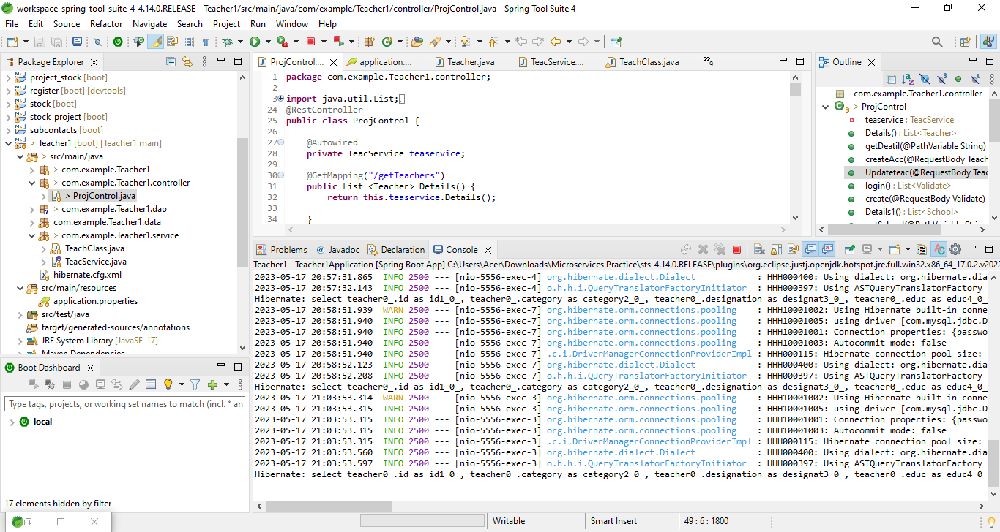 workspace-spring-tool-suite-4-4.14.0.RELEASE - Teacher1/src/main/java/com/example/Teacher1/controller/ProjControl.java - Spring Tool Suite 4
File Edit Source Refactor Navigate Search Project Run Window Help
Package Explorer
project_stock [boot]
register [boot] [devtools]
stock [boot]
stock_project [boot]
subcontacts [boot]
> Teacher1 [boot] [Teacher1 main]
> src/main/java
> com.example.Teacher1
> com.example.Teacher1.controller
> ProjControl.java
> com.example.Teacher1.dao
com.example.Teacher1.data
> com.example.Teacher1.service
TeachClass.java
TeacService.java
hibernate.cfg.xml
src/main/resources
application.properties
src/test/java
target/generated-sources/annotations
JRE System Library [JavaSE-17]
Maven Dependencies
Boot Dashboard
Type tags, projects, or working set names to match (incl. * an
local
17 elements hidden by filter
ProjControl.... application.... Teacher.java TeacService.... TeachClass.java »9
1 package com.example.Teacher1.controller;
2
3 import java.util.List;
24 @RestController
25 public class ProjControl {
26
27 @Autowired
28 private TeacService teaservice;
29
30 @GetMapping("/getTeachers")
31 public List <Teacher> Details() {
32 return this.teaservice.Details();
33
34 }
Outline
com.example.Teacher1.controller
> ProjControl
teaservice : TeacService
Details() : List<Teacher>
getDeatil(@PathVariable String)
createAcc(@RequestBody Teach
Updateteac(@RequestBody Teac
login() : List<Validate>
create(@RequestBody Validate)
Details1() : List<School>
Problems Javadoc Declaration Console
Teacher1 - Teacher1Application [Spring Boot App] C:\Users\Acer\Downloads\Microservices Practice\sts-4.14.0.RELEASE\plugins\org.eclipse.justj.openjdk.hotspot.jre.full.win32.x86_64_17.0.2.v2022
2023-05-17 20:57:31.865 INFO 2500 --- [nio-5556-exec-4] org.hibernate.dialect.Dialect : HHH000400: Using dialect: org.hibernate.dia
2023-05-17 20:57:32.143 INFO 2500 --- [nio-5556-exec-4] o.h.h.i.QueryTranslatorFactoryInitiator : HHH000397: Using ASTQueryTranslatorFactory
Hibernate: select teacher0_.id as id1_0_, teacher0_.category as category2_0_, teacher0_.designation as designat3_0_, teacher0_.educ as educ4_0_
2023-05-17 20:58:51.939 WARN 2500 --- [nio-5556-exec-7] org.hibernate.orm.connections.pooling : HHH10001002: Using Hibernate built-in conne
2023-05-17 20:58:51.940 INFO 2500 --- [nio-5556-exec-7] org.hibernate.orm.connections.pooling : HHH10001005: using driver [com.mysql.jdbc.D
2023-05-17 20:58:51.940 INFO 2500 --- [nio-5556-exec-7] org.hibernate.orm.connections.pooling : HHH10001001: Connection properties: {passwo
2023-05-17 20:58:51.940 INFO 2500 --- [nio-5556-exec-7] org.hibernate.orm.connections.pooling : HHH10001003: Autocommit mode: false
2023-05-17 20:58:51.940 INFO 2500 --- [nio-5556-exec-7] .c.i.DriverManagerConnectionProviderImpl : HHH000115: Hibernate connection pool size:
2023-05-17 20:58:52.123 INFO 2500 --- [nio-5556-exec-7] org.hibernate.dialect.Dialect : HHH000400: Using dialect: org.hibernate.dia
2023-05-17 20:58:52.208 INFO 2500 --- [nio-5556-exec-7] o.h.h.i.QueryTranslatorFactoryInitiator : HHH000397: Using ASTQueryTranslatorFactory
Hibernate: select teacher0_.id as id1_0_, teacher0_.category as category2_0_, teacher0_.designation as designat3_0_, teacher0_.educ as educ4_0_
2023-05-17 21:03:53.314 WARN 2500 --- [nio-5556-exec-3] org.hibernate.orm.connections.pooling : HHH10001002: Using Hibernate built-in conne
2023-05-17 21:03:53.315 INFO 2500 --- [nio-5556-exec-3] org.hibernate.orm.connections.pooling : HHH10001005: using driver [com.mysql.jdbc.D
2023-05-17 21:03:53.315 INFO 2500 --- [nio-5556-exec-3] org.hibernate.orm.connections.pooling : HHH10001001: Connection properties: {passwo
2023-05-17 21:03:53.315 INFO 2500 --- [nio-5556-exec-3] org.hibernate.orm.connections.pooling : HHH10001003: Autocommit mode: false
2023-05-17 21:03:53.315 INFO 2500 --- [nio-5556-exec-3] .c.i.DriverManagerConnectionProviderImpl : HHH000115: Hibernate connection pool size:
2023-05-17 21:03:53.560 INFO 2500 --- [nio-5556-exec-3] org.hibernate.dialect.Dialect : HHH000400: Using dialect: org.hibernate.dia
2023-05-17 21:03:53.597 INFO 2500 --- [nio-5556-exec-3] o.h.h.i.QueryTranslatorFactoryInitiator : HHH000397: Using ASTQueryTranslatorFactory
Hibernate: select teacher0_.id as id1_0_, teacher0_.category as category2_0_, teacher0_.designation as designat3_0_, teacher0_.educ as educ4_0_
Writable Smart Insert 49 : 6 : 1800